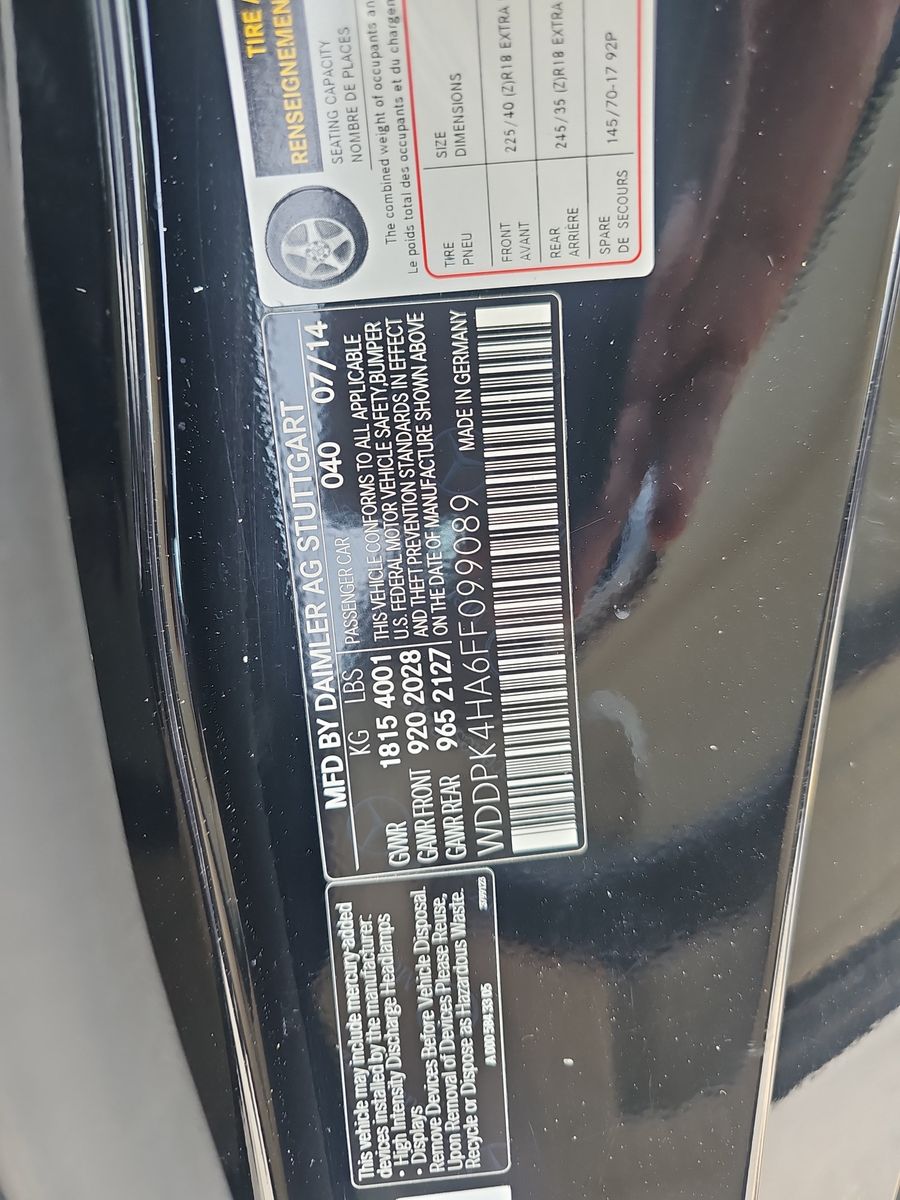 This vehicle may include mercury-added
devices installed by the manufacturer:
• High Intensity Discharge Headlamps
• Displays
Remove Devices Before Vehicle Disposal.
Upon Removal of Devices Please Reuse,
Recycle or Dispose as Hazardous Waste.
MFD BY DAIMLER AG STUTTGART
KG LBS PASSENGER CAR 040 07/14
GVWR 1815 4001 THIS VEHICLE CONFORMS TO ALL APPLICABLE
GAWR FRONT 920 2028 U.S. FEDERAL MOTOR VEHICLE SAFETY,BUMPER
GAWR REAR 965 2127 AND THEFT PREVENTION STANDARDS IN EFFECT
ON THE DATE OF MANUFACTURE SHOWN ABOVE
WDDPK4HA6FF099089 MADE IN GERMANY
TIRE
RENSEIGNEMEN
SEATING CAPACITY
NOMBRE DE PLACES
The combined weight of occupants an
Le poids total des occupants et du chargem
TIRE SIZE
PNEU DIMENSIONS
FRONT 225/40 (Z)R18 EXTRA
AVANT
REAR 245/35 (Z)R18 EXTRA
ARRIÈRE
SPARE 145/70-17 92P
DE SECOURS